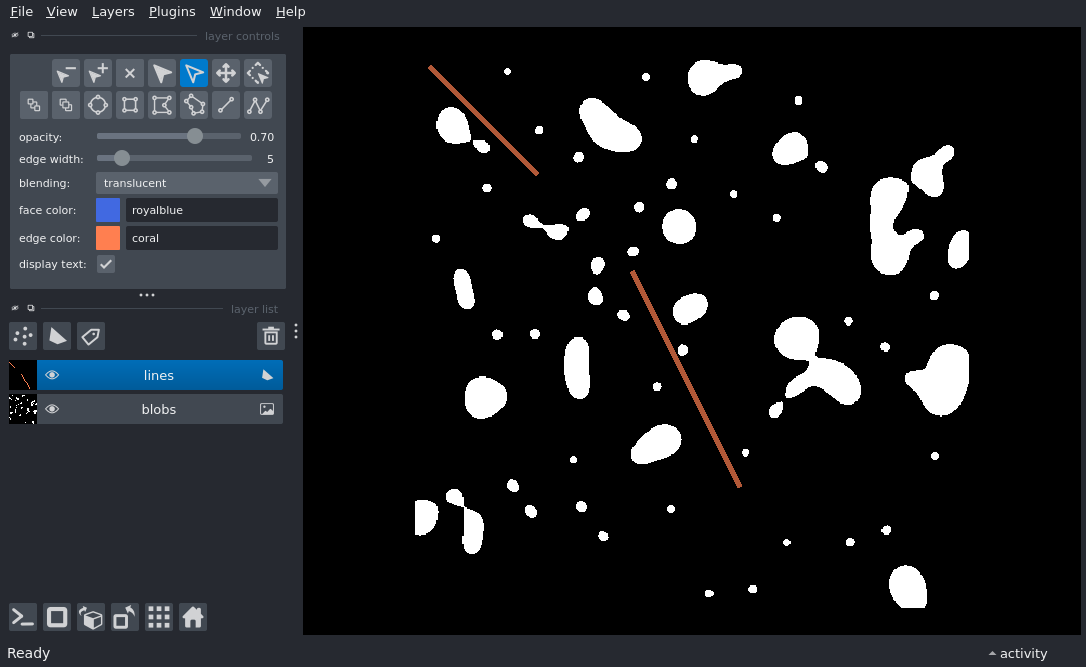 File View Layers Plugins Window Help
layer controls
opacity: 0.70
edge width: 5
blending: translucent
face color: royalblue
edge color: coral
display text:
layer list
lines
blobs
Ready
activity